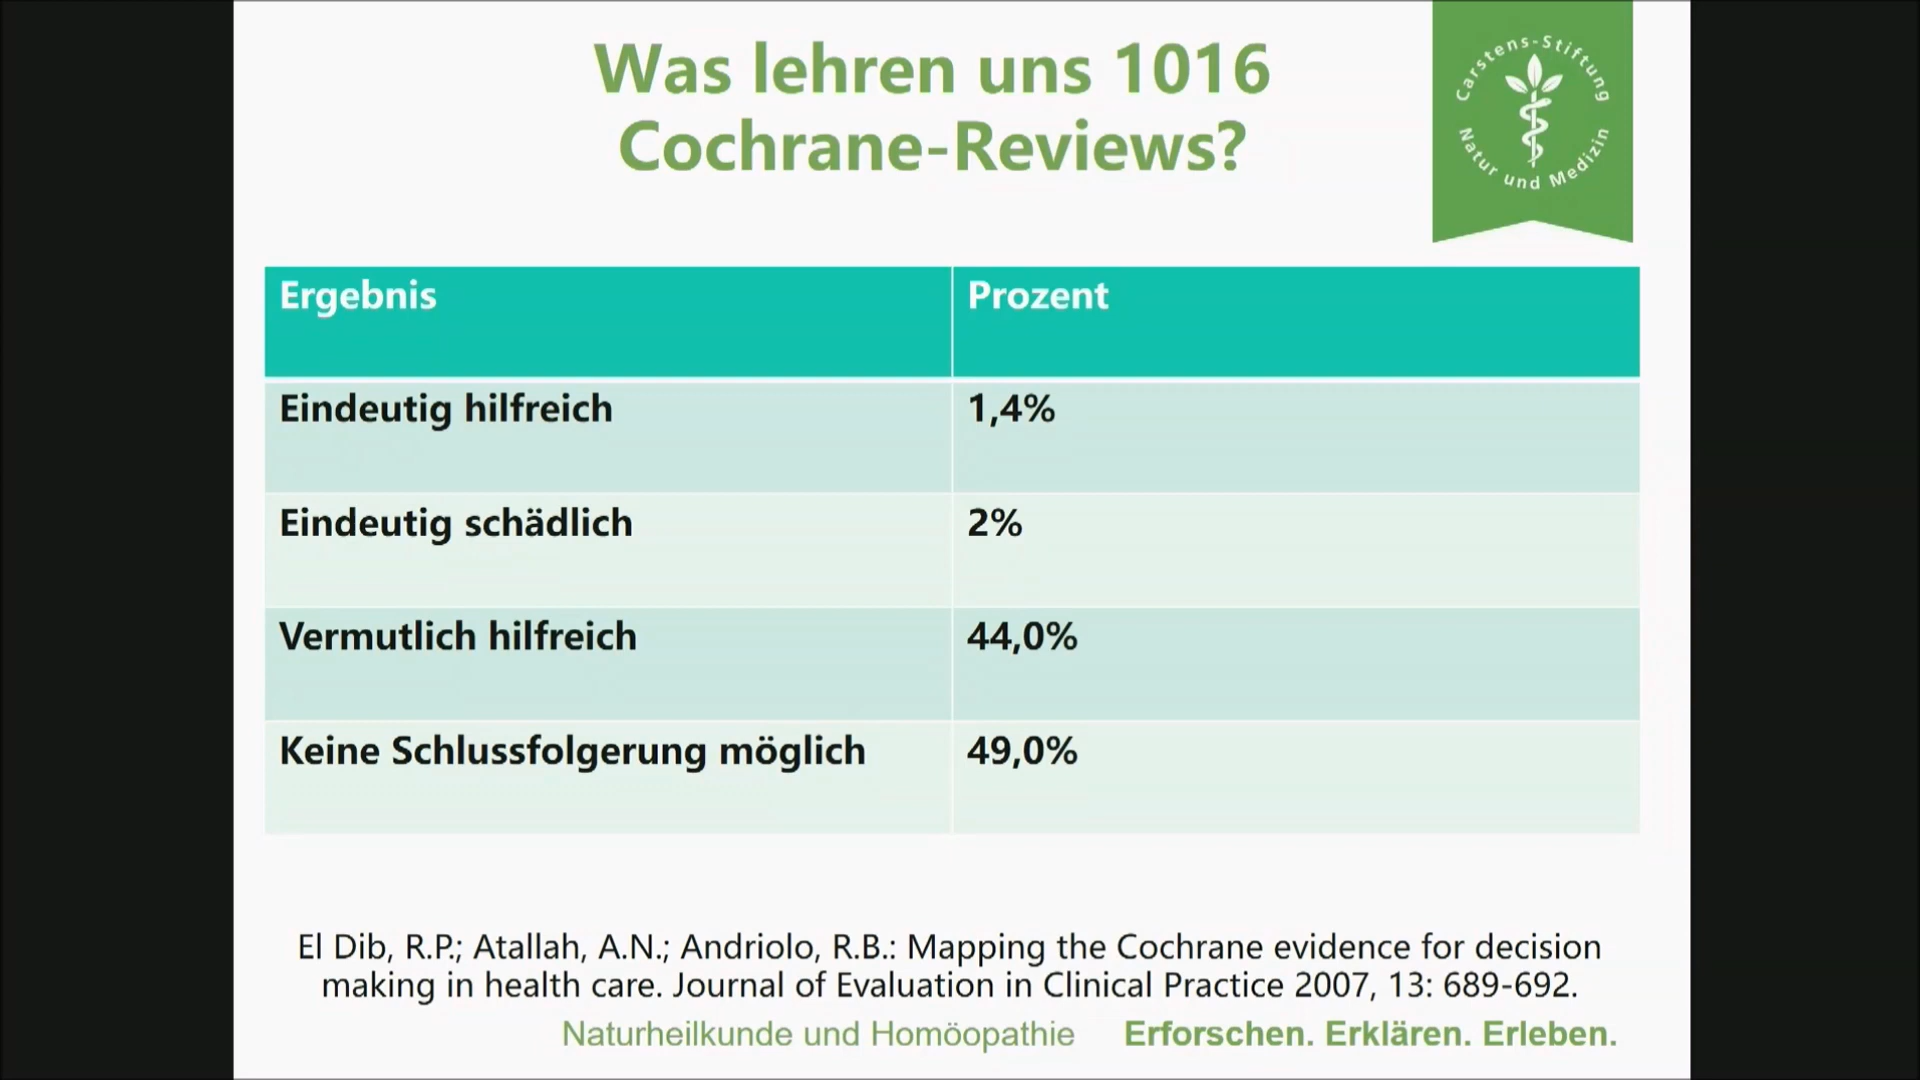 Was lehren uns 1016
Cochrane-Reviews?
Carstens-Stiftung
Natur und Medizin
Ergebnis Prozent
Eindeutig hilfreich 1,4%
Eindeutig schädlich 2%
Vermutlich hilfreich 44,0%
Keine Schlussfolgerung möglich 49,0%
El Dib, R.P.; Atallah, A.N.; Andriolo, R.B.: Mapping the Cochrane evidence for decision
making in health care. Journal of Evaluation in Clinical Practice 2007, 13: 689-692.
Naturheilkunde und Homöopathie Erforschen. Erklären. Erleben.